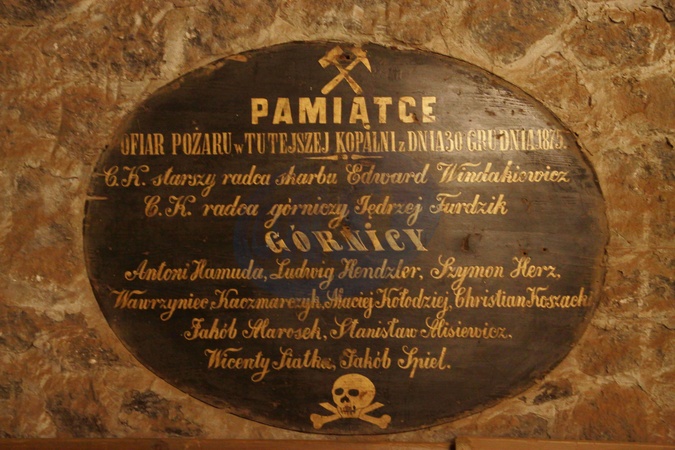 PAMIĄTCE
OFIAR POŻARU w TUTEJSZEJ KOPALNI z DNIA 30 GRUDNIA 1875.
C.K. starszy radca skarbu Edward Windakiewicz
C.K. radca górniczy Jędrzej Furdzik
GÓRNICY
Antoni Hamuda, Ludwig Hendzler, Szymon Herz,
Wawrzyniec Kaczmarczyk, Maciej Kołodziej, Christian Koszacki
Jakób Marosek, Stanisław Misiewicz,
Wicenty Siatka, Jakób Spiel.